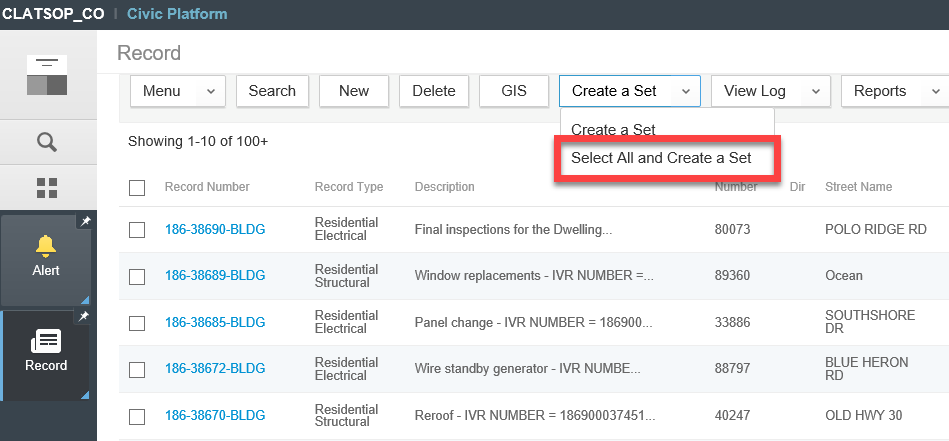 CLATSOP_CO | Civic Platform
Record
Menu Search New Delete GIS Create a Set View Log Reports
Create a Set
Select All and Create a Set
Showing 1-10 of 100+
Record Number Record Type Description Number Dir Street Name
186-38690-BLDG Residential Electrical Final inspections for the Dwelling... 80073 POLO RIDGE RD
186-38689-BLDG Residential Structural Window replacements - IVR NUMBER =... 89360 Ocean
186-38685-BLDG Residential Electrical Panel change - IVR NUMBER = 186900... 33886 SOUTHSHORE DR
186-38672-BLDG Residential Electrical Wire standby generator - IVR NUMBE... 88797 BLUE HERON RD
186-38670-BLDG Residential Structural Reroof - IVR NUMBER = 186900037451... 40247 OLD HWY 30
Alert
Record